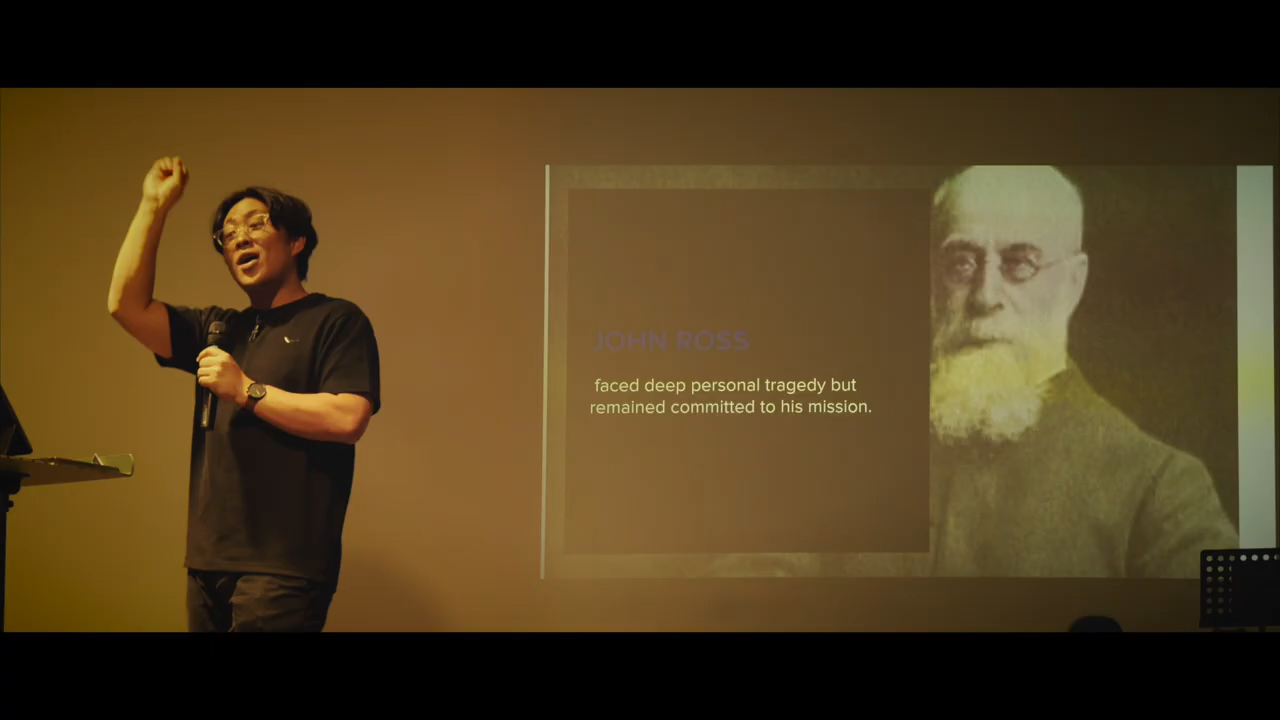 JOHN ROSS
faced deep personal tragedy but
remained committed to his mission.